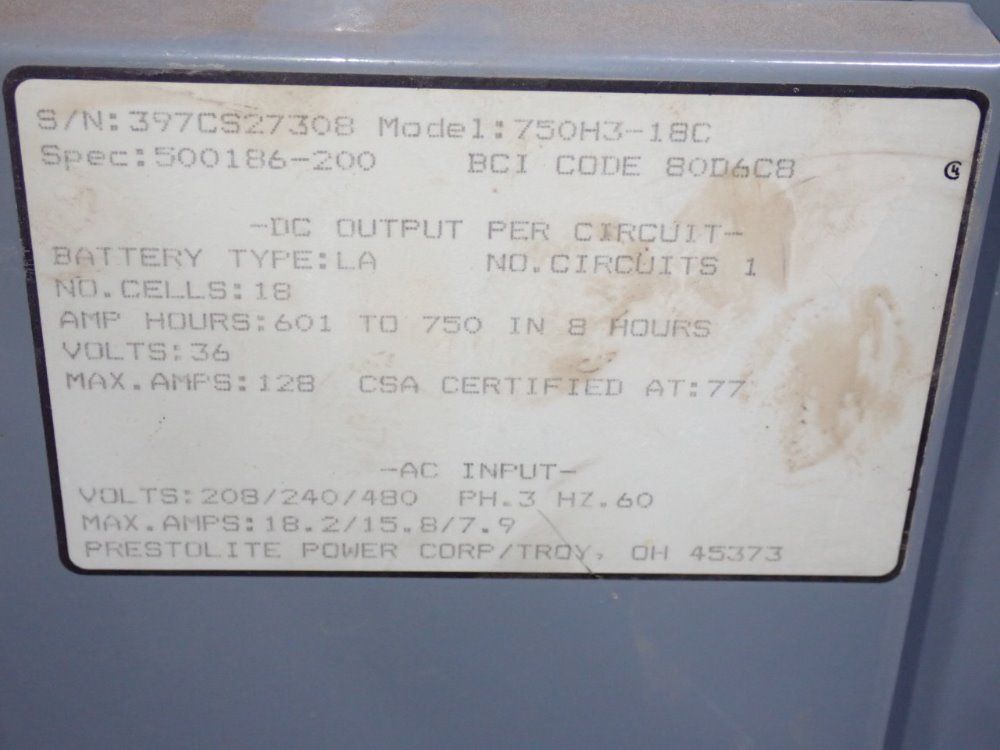 S/N:397CS27308 Model:750H3-18C
Spec:500186-200 BCI CODE 80D6C8
-DC OUTPUT PER CIRCUIT-
BATTERY TYPE:LA NO.CIRCUITS 1
NO.CELLS:18
AMP HOURS:601 TO 750 IN 8 HOURS
VOLTS:36
MAX.AMPS:128 CSA CERTIFIED AT:77
-AC INPUT-
VOLTS:208/240/480 PH.3 HZ.60
MAX.AMPS:18.2/15.8/7.9
PRESTOLITE POWER CORP/TROY, OH 45373